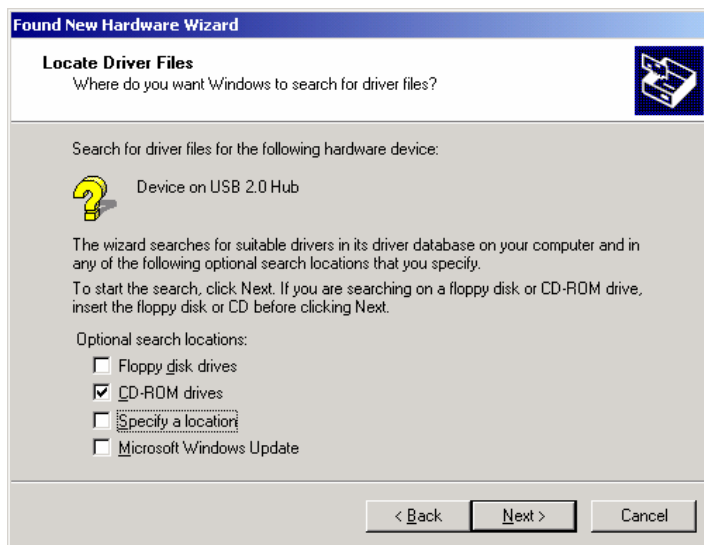 Found New Hardware Wizard
Locate Driver Files
Where do you want Windows to search for driver files?
Search for driver files for the following hardware device:
Device on USB 2.0 Hub
The wizard searches for suitable drivers in its driver database on your computer and in
any of the following optional search locations that you specify.
To start the search, click Next. If you are searching on a floppy disk or CD-ROM drive,
insert the floppy disk or CD before clicking Next.
Optional search locations:
Floppy disk drives
CD-ROM drives
Specify a location
Microsoft Windows Update
< Back Next > Cancel